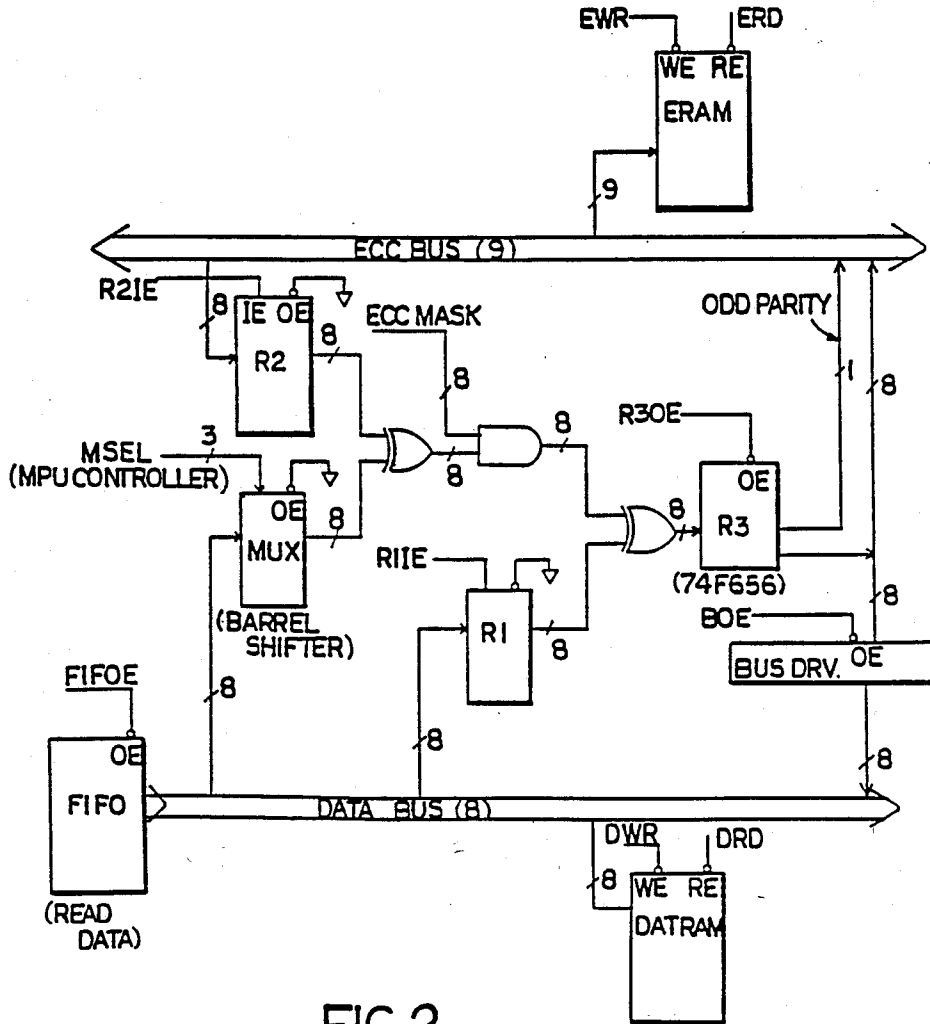 EWR
ERD
WE RE
ERAM
9
ECC BUS (9)
R2IE
8
IE OE
R2
8
ECC MASK
8
ODD PARITY
1
8
MSEL
(MPU CONTROLLER)
3
OE
MUX
8
(BARREL
SHIFTER)
8
8
R3OE
8
OE
R3
(74F656)
8
R1IE
R1
8
BOE
OE
BUS DRV.
8
FIFOE
8
OE
FIFO
8
DATA BUS (8)
(READ
DATA)
DWR
DRD
8
WE RE
DATRAM
FIG. 2